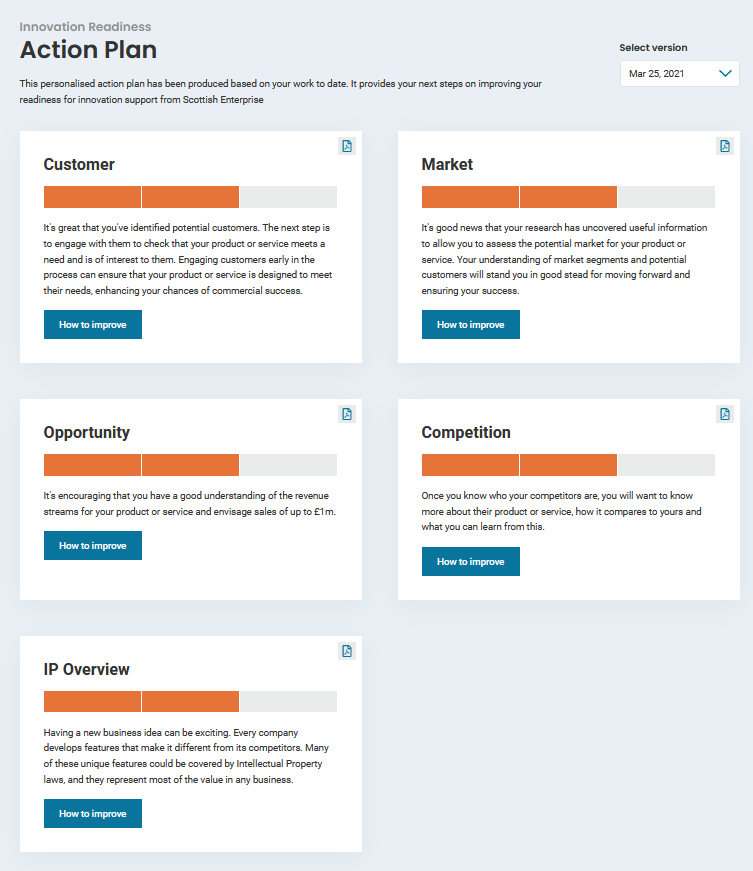 Innovation Readiness
Action Plan
Select version
Mar 25, 2021
This personalised action plan has been produced based on your work to date. It provides your next steps on improving your
readiness for innovation support from Scottish Enterprise
Customer
It's great that you've identified potential customers. The next step is
to engage with them to check that your product or service meets a
need and is of interest to them. Engaging customers early in the
process can ensure that your product or service is designed to meet
their needs, enhancing your chances of commercial success.
How to improve
Market
It's good news that your research has uncovered useful information
to allow you to assess the potential market for your product or
service. Your understanding of market segments and potential
customers will stand you in good stead for moving forward and
ensuring your success.
How to improve
Opportunity
It's encouraging that you have a good understanding of the revenue
streams for your product or service and envisage sales of up to £1m.
How to improve
Competition
Once you know who your competitors are, you will want to know
more about their product or service, how it compares to yours and
what you can learn from this.
How to improve
IP Overview
Having a new business idea can be exciting. Every company
develops features that make it different from its competitors. Many
of these unique features could be covered by Intellectual Property
laws, and they represent most of the value in any business.
How to improve